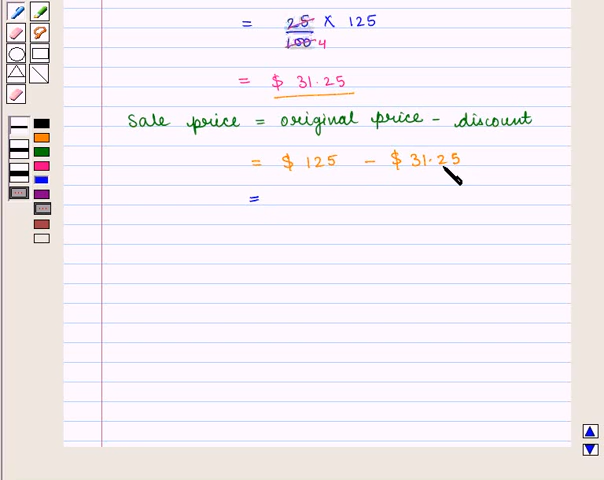 = 25/100 4 × 125
= $ 31.25
Sale price = original price - discount
= $ 125 - $ 31.25
=